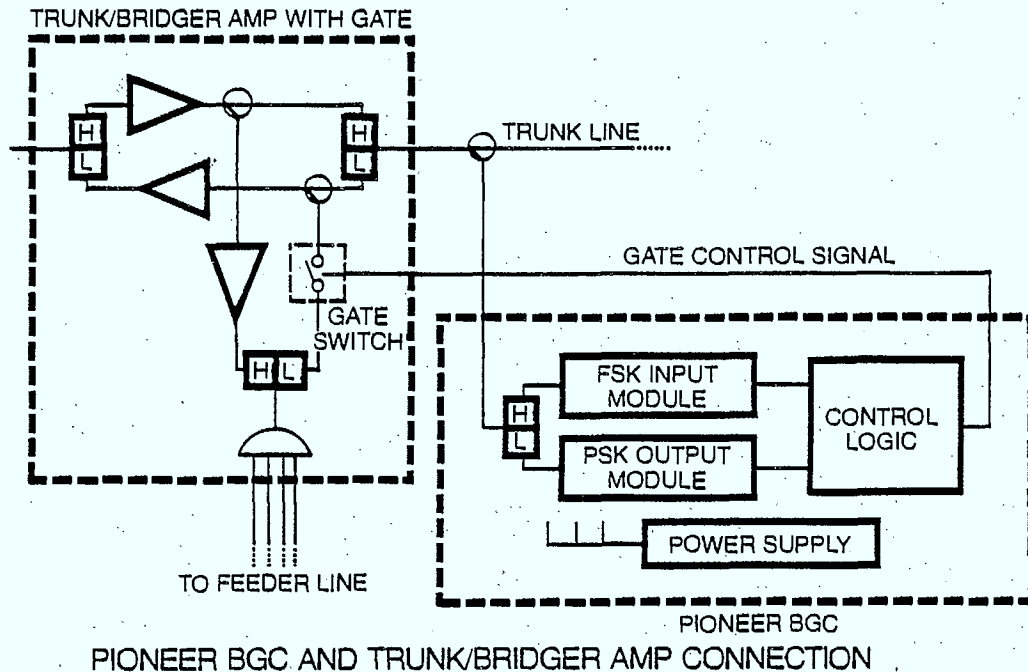 TRUNK/BRIDGER AMP WITH GATE
H
L
H
L
TRUNK LINE
GATE CONTROL SIGNAL
GATE
SWITCH
H L
TO FEEDER LINE
H
L
FSK INPUT
MODULE
PSK OUTPUT
MODULE
CONTROL
LOGIC
POWER SUPPLY
PIONEER BGC
PIONEER BGC AND TRUNK/BRIDGER AMP CONNECTION